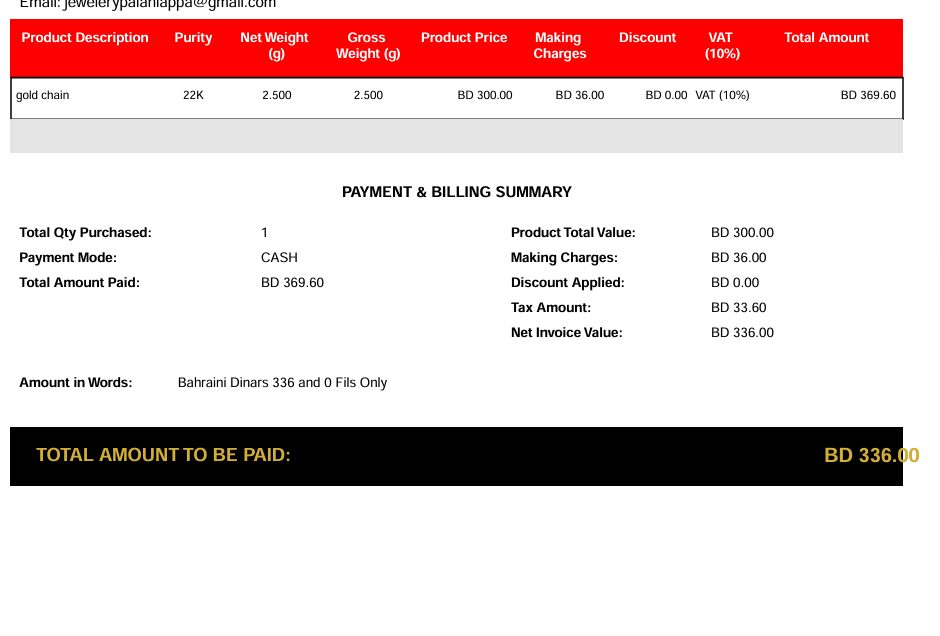 Email: jewelerypalaniappa@gmail.com
Product Description Purity Net Weight (g) Gross Weight (g) Product Price Making Charges Discount VAT (10%) Total Amount
gold chain 22K 2.500 2.500 BD 300.00 BD 36.00 BD 0.00 VAT (10%) BD 369.60
PAYMENT & BILLING SUMMARY
Total Qty Purchased: 1 Product Total Value: BD 300.00
Payment Mode: CASH Making Charges: BD 36.00
Total Amount Paid: BD 369.60 Discount Applied: BD 0.00
Tax Amount: BD 33.60
Net Invoice Value: BD 336.00
Amount in Words: Bahraini Dinars 336 and 0 Fils Only
TOTAL AMOUNT TO BE PAID: BD 336.00